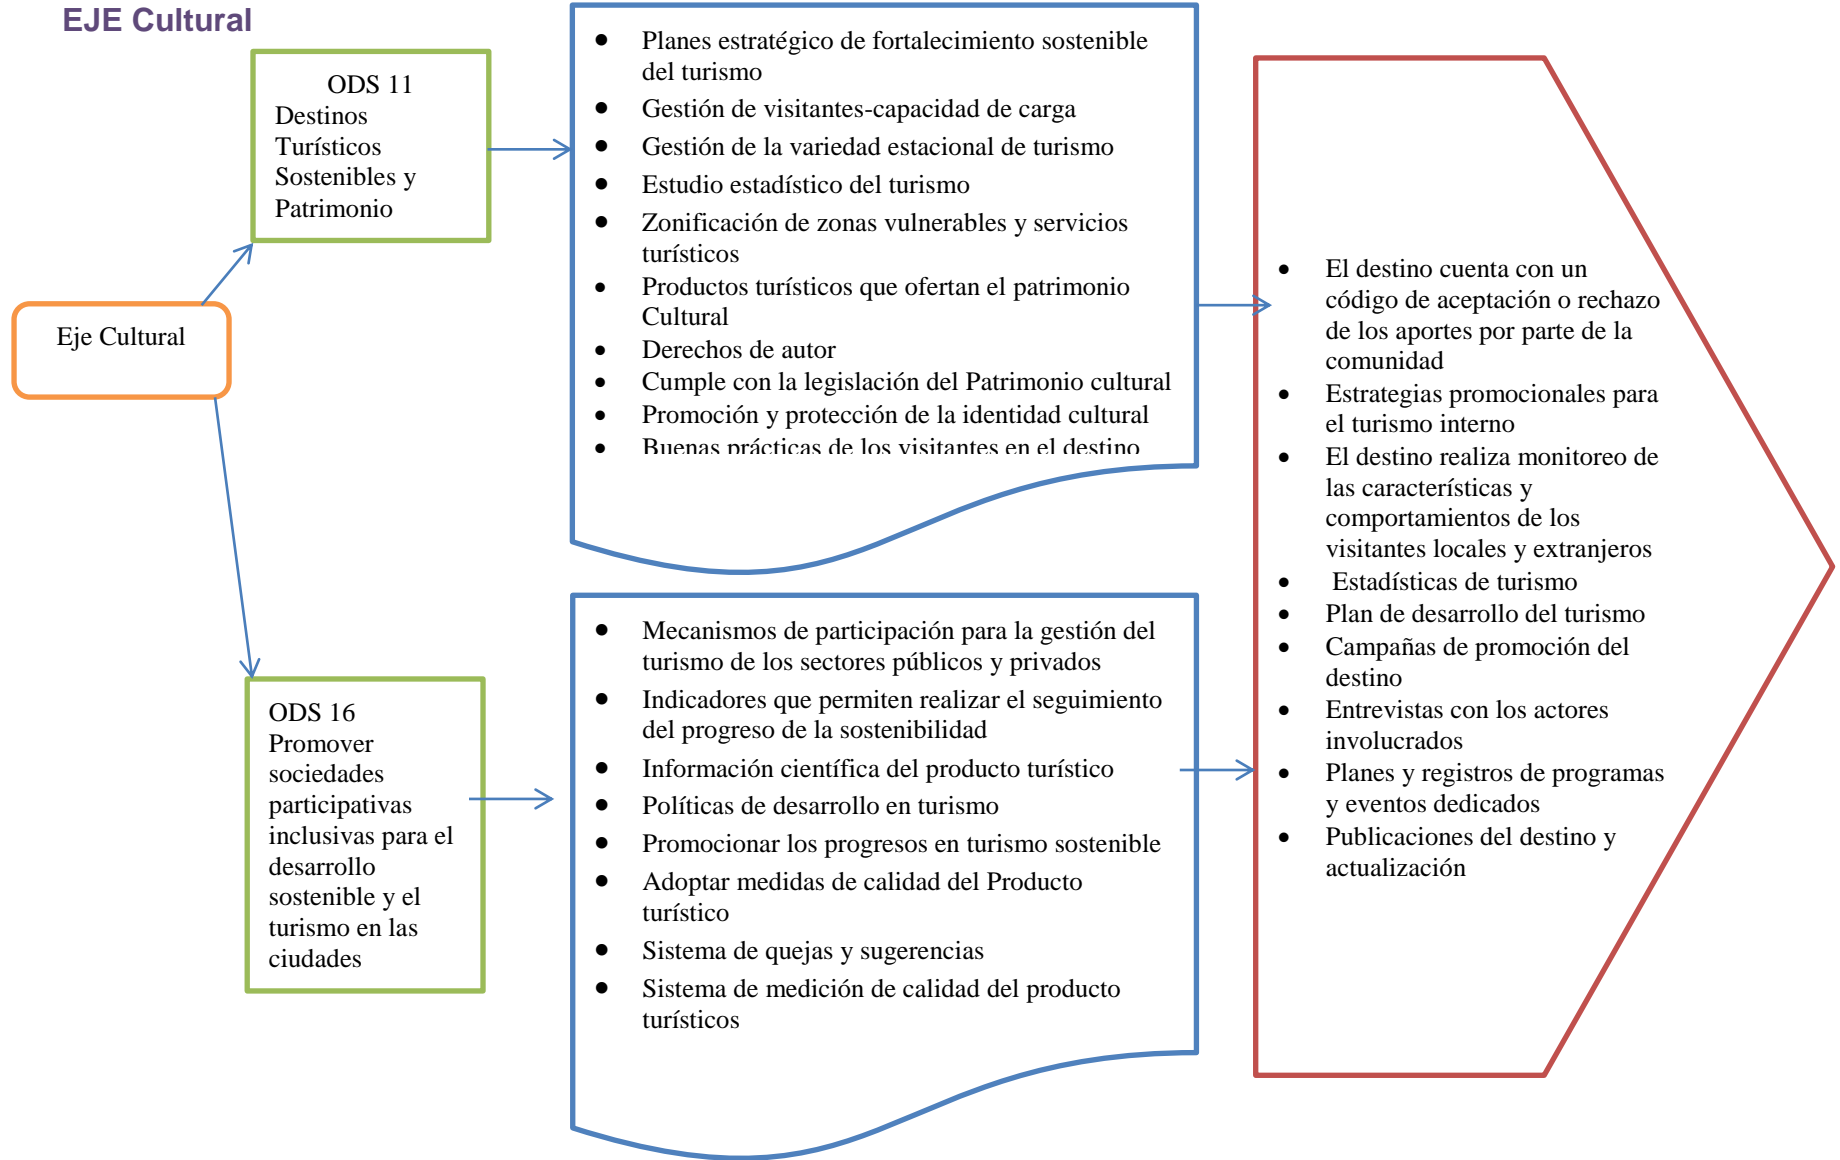 EJE Cultural
Eje Cultural
ODS 11
Destinos
Turísticos
Sostenibles y
Patrimonio
ODS 16
Promover
sociedades
participativas
inclusivas para el
desarrollo
sostenible y el
turismo en las
ciudades
• Planes estratégico de fortalecimiento sostenible
del turismo
• Gestión de visitantes-capacidad de carga
• Gestión de la variedad estacional de turismo
• Estudio estadístico del turismo
• Zonificación de zonas vulnerables y servicios
turísticos
• Productos turísticos que ofertan el patrimonio
Cultural
• Derechos de autor
• Cumple con la legislación del Patrimonio cultural
• Promoción y protección de la identidad cultural
• Buenas prácticas de los visitantes en el destino
• Mecanismos de participación para la gestión del
turismo de los sectores públicos y privados
• Indicadores que permiten realizar el seguimiento
del progreso de la sostenibilidad
• Información científica del producto turístico
• Políticas de desarrollo en turismo
• Promocionar los progresos en turismo sostenible
• Adoptar medidas de calidad del Producto
turístico
• Sistema de quejas y sugerencias
• Sistema de medición de calidad del producto
turísticos
• El destino cuenta con un
código de aceptación o rechazo
de los aportes por parte de la
comunidad
• Estrategias promocionales para
el turismo interno
• El destino realiza monitoreo de
las características y
comportamientos de los
visitantes locales y extranjeros
• Estadísticas de turismo
• Plan de desarrollo del turismo
• Campañas de promoción del
destino
• Entrevistas con los actores
involucrados
• Planes y registros de programas
y eventos dedicados
• Publicaciones del destino y
actualización